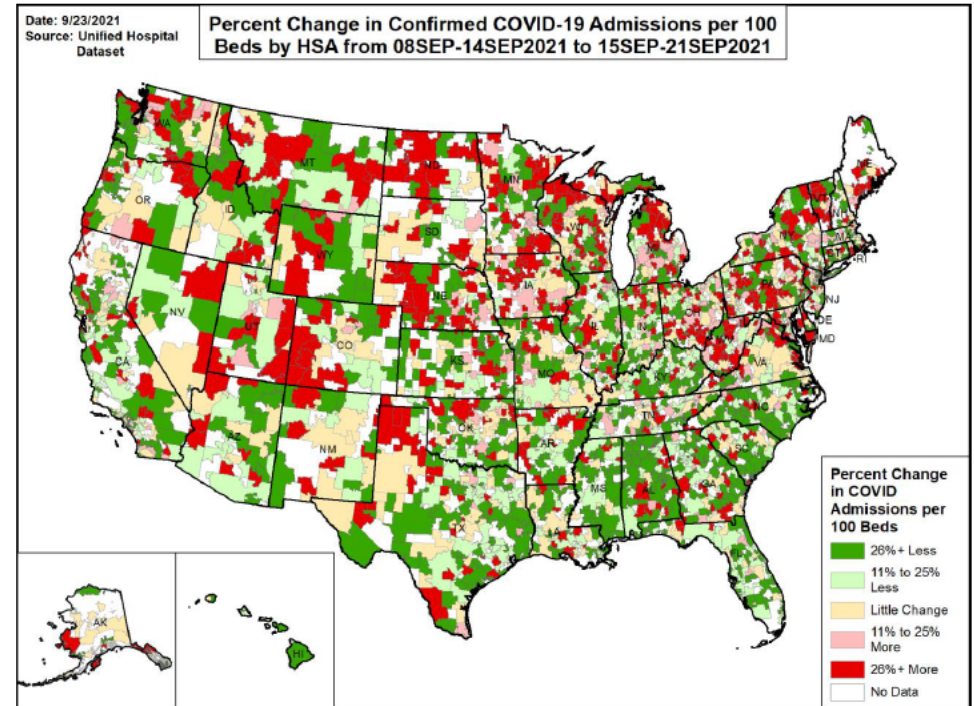 Date: 9/23/2021
Source: Unified Hospital
Dataset
Percent Change in Confirmed COVID-19 Admissions per 100
Beds by HSA from 08SEP-14SEP2021 to 15SEP-21SEP2021
WA
MT
ND
MN
ME
OR
ID
SD
WI
VT
NH
NY
MA
WY
MI
CT
RI
IA
PA
NJ
NE
NV
OH
DE
UT
IL
IN
MD
CO
CA
KS
MO
VA
KY
NC
TN
OK
AZ
NM
AR
SC
MS
AL
GA
TX
LA
FL
AK
HI
Percent Change
in COVID
Admissions per
100 Beds
26%+ Less
11% to 25%
Less
Little Change
11% to 25%
More
26%+ More
No Data